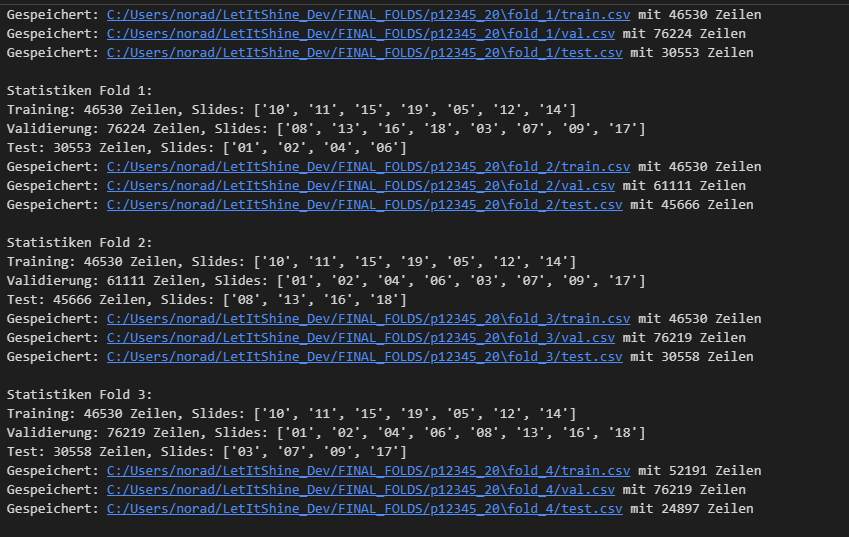 Gespeichert: C:/Users/norad/LetItShine_Dev/FINAL_FOLDS/p12345_20\fold_1/train.csv mit 46530 Zeilen
Gespeichert: C:/Users/norad/LetItShine_Dev/FINAL_FOLDS/p12345_20\fold_1/val.csv mit 76224 Zeilen
Gespeichert: C:/Users/norad/LetItShine_Dev/FINAL_FOLDS/p12345_20\fold_1/test.csv mit 30553 Zeilen
Statistiken Fold 1:
Training: 46530 Zeilen, Slides: ['10', '11', '15', '19', '05', '12', '14']
Validierung: 76224 Zeilen, Slides: ['08', '13', '16', '18', '03', '07', '09', '17']
Test: 30553 Zeilen, Slides: ['01', '02', '04', '06']
Gespeichert: C:/Users/norad/LetItShine_Dev/FINAL_FOLDS/p12345_20\fold_2/train.csv mit 46530 Zeilen
Gespeichert: C:/Users/norad/LetItShine_Dev/FINAL_FOLDS/p12345_20\fold_2/val.csv mit 61111 Zeilen
Gespeichert: C:/Users/norad/LetItShine_Dev/FINAL_FOLDS/p12345_20\fold_2/test.csv mit 45666 Zeilen
Statistiken Fold 2:
Training: 46530 Zeilen, Slides: ['10', '11', '15', '19', '05', '12', '14']
Validierung: 61111 Zeilen, Slides: ['01', '02', '04', '06', '03', '07', '09', '17']
Test: 45666 Zeilen, Slides: ['08', '13', '16', '18']
Gespeichert: C:/Users/norad/LetItShine_Dev/FINAL_FOLDS/p12345_20\fold_3/train.csv mit 46530 Zeilen
Gespeichert: C:/Users/norad/LetItShine_Dev/FINAL_FOLDS/p12345_20\fold_3/val.csv mit 76219 Zeilen
Gespeichert: C:/Users/norad/LetItShine_Dev/FINAL_FOLDS/p12345_20\fold_3/test.csv mit 30558 Zeilen
Statistiken Fold 3:
Training: 46530 Zeilen, Slides: ['10', '11', '15', '19', '05', '12', '14']
Validierung: 76219 Zeilen, Slides: ['01', '02', '04', '06', '08', '13', '16', '18']
Test: 30558 Zeilen, Slides: ['03', '07', '09', '17']
Gespeichert: C:/Users/norad/LetItShine_Dev/FINAL_FOLDS/p12345_20\fold_4/train.csv mit 52191 Zeilen
Gespeichert: C:/Users/norad/LetItShine_Dev/FINAL_FOLDS/p12345_20\fold_4/val.csv mit 76219 Zeilen
Gespeichert: C:/Users/norad/LetItShine_Dev/FINAL_FOLDS/p12345_20\fold_4/test.csv mit 24897 Zeilen